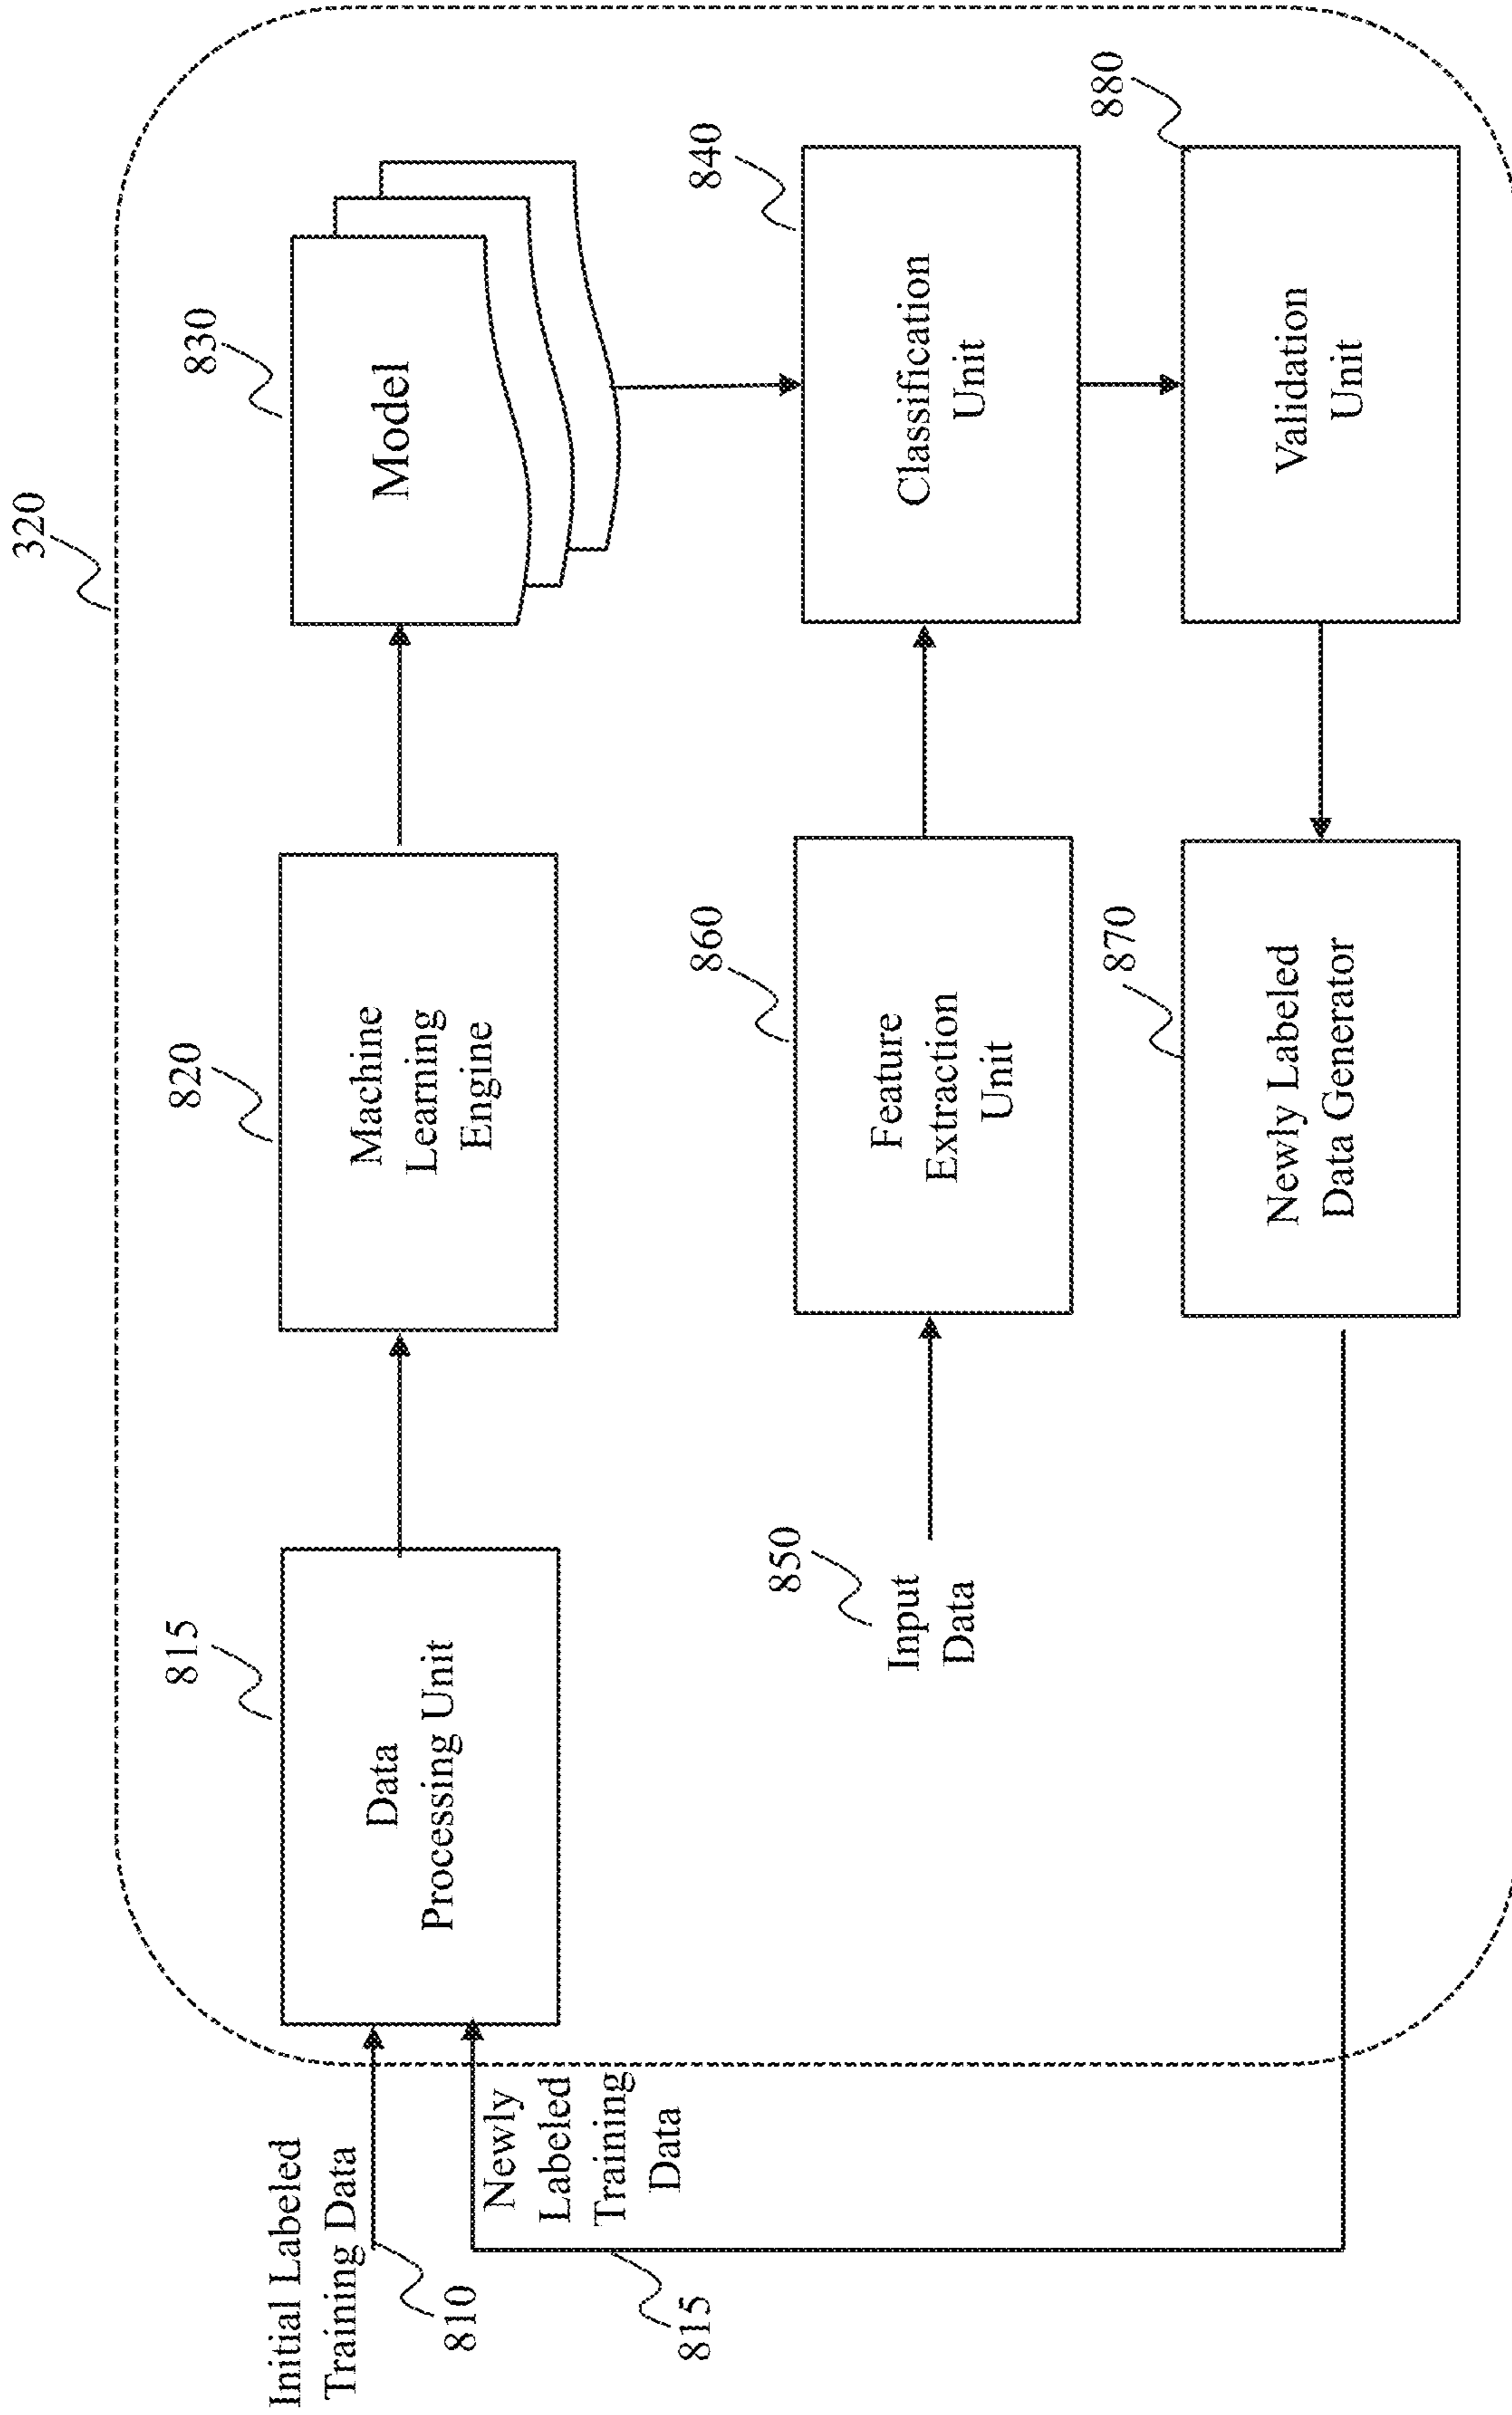 320
Initial Labeled
Training Data
810
815
Data
Processing Unit
820
Machine
Learning
Engine
830
Model
Newly
Labeled
Training
Data
815
850
Input
Data
860
Feature
Extraction
Unit
840
Classification
Unit
870
Newly Labeled
Data Generator
880
Validation
Unit